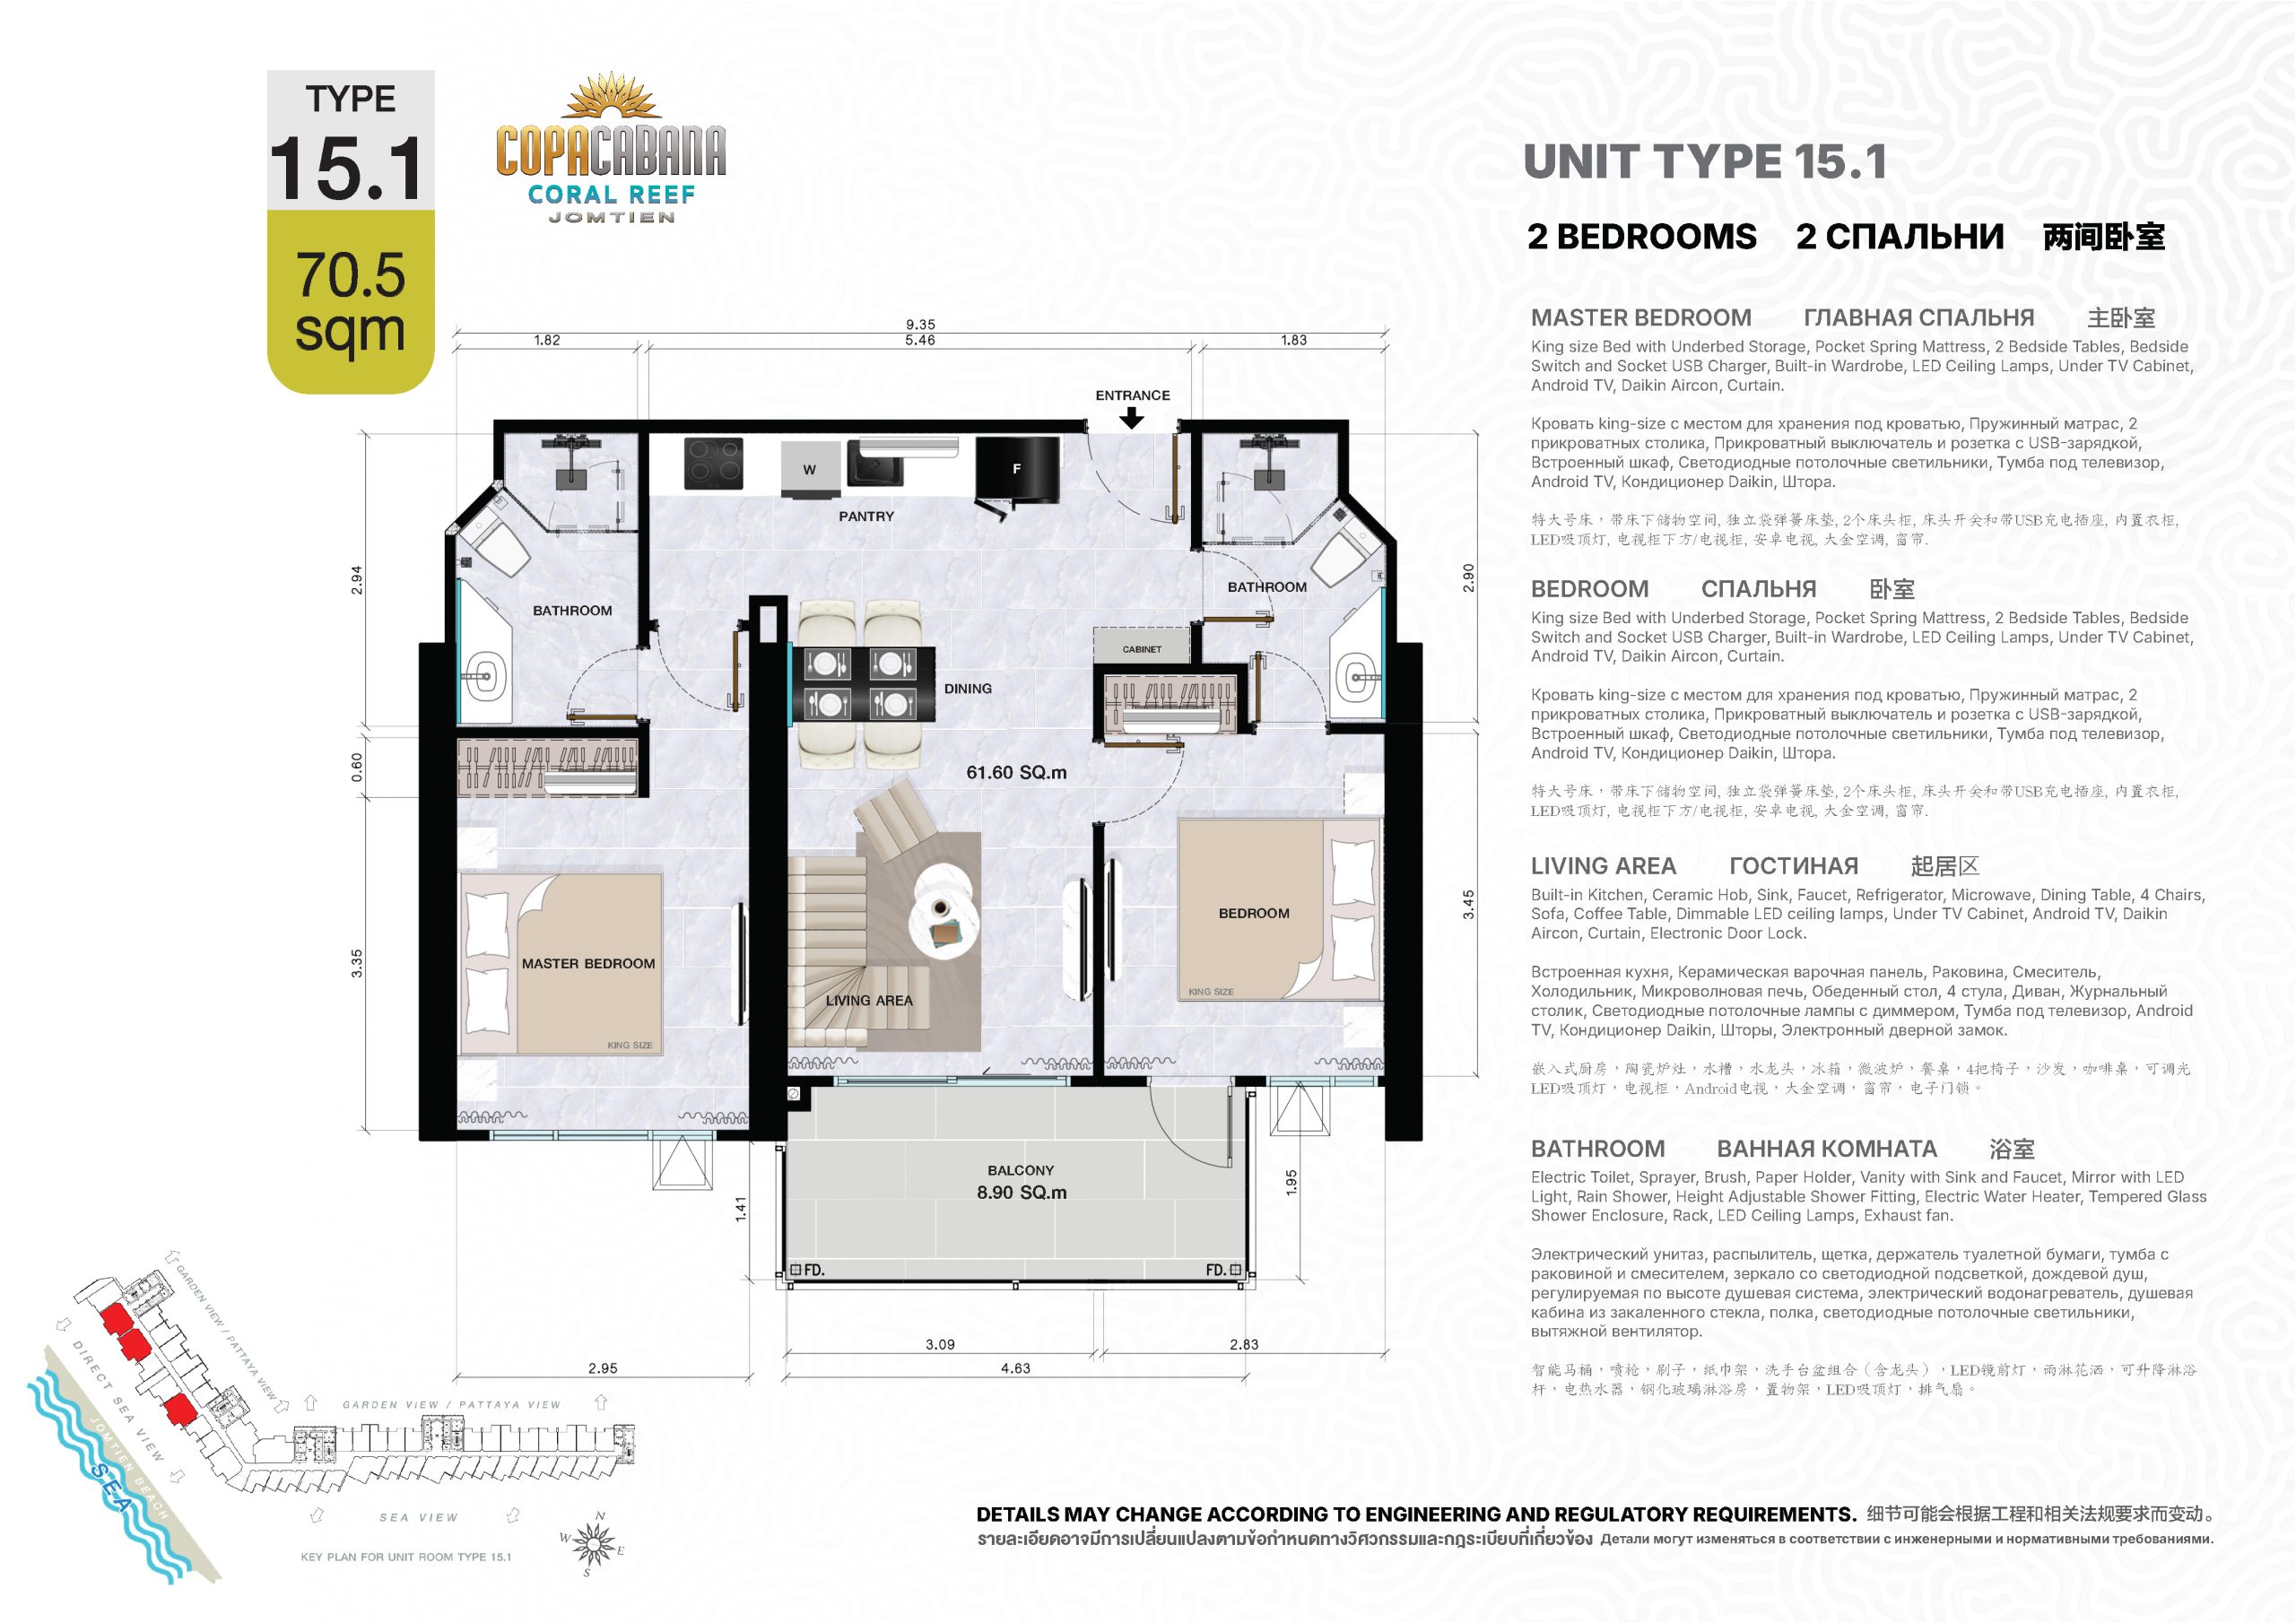 TYPE
15.1
70.5
sqm
COPACABANA
CORAL REEF
JOMTIEN
UNIT TYPE 15.1
2 BEDROOMS 2 СПАЛЬНИ 两间卧室
9.35
1.82 5.46 1.83
ENTRANCE
W
F
PANTRY
2.94
2.90
BATHROOM
BATHROOM
CABINET
DINING
0.60
61.60 SQ.m
3.35
3.45
MASTER BEDROOM
KING SIZE
LIVING AREA
BEDROOM
KING SIZE
BALCONY
8.90 SQ.m
1.41
1.95
FD. FD.
3.09 2.83
2.95 4.63
MASTER BEDROOM ГЛАВНАЯ СПАЛЬНЯ 主卧室
King size Bed with Underbed Storage, Pocket Spring Mattress, 2 Bedside Tables, Bedside
Switch and Socket USB Charger, Built-in Wardrobe, LED Ceiling Lamps, Under TV Cabinet,
Android TV, Daikin Aircon, Curtain.
Кровать king-size с местом для хранения под кроватью, Пружинный матрас, 2
прикроватных столика, Прикроватный выключатель и розетка с USB-зарядкой,
Встроенный шкаф, Светодиодные потолочные светильники, Тумба под телевизор,
Android TV, Кондиционер Daikin, Штора.
特大号床，带床下储物空间, 独立袋弹簧床垫, 2个床头柜, 床头开关和带USB充电插座, 内置衣柜,
LED吸顶灯, 电视柜下方/电视柜, 安卓电视, 大金空调, 窗帘.
BEDROOM СПАЛЬНЯ 卧室
King size Bed with Underbed Storage, Pocket Spring Mattress, 2 Bedside Tables, Bedside
Switch and Socket USB Charger, Built-in Wardrobe, LED Ceiling Lamps, Under TV Cabinet,
Android TV, Daikin Aircon, Curtain.
Кровать king-size с местом для хранения под кроватью, Пружинный матрас, 2
прикроватных столика, Прикроватный выключатель и розетка с USB-зарядкой,
Встроенный шкаф, Светодиодные потолочные светильники, Тумба под телевизор,
Android TV, Кондиционер Daikin, Штора.
特大号床，带床下储物空间, 独立袋弹簧床垫, 2个床头柜, 床头开关和带USB充电插座, 内置衣柜,
LED吸顶灯, 电视柜下方/电视柜, 安卓电视, 大金空调, 窗帘.
LIVING AREA ГОСТИНАЯ 起居区
Built-in Kitchen, Ceramic Hob, Sink, Faucet, Refrigerator, Microwave, Dining Table, 4 Chairs,
Sofa, Coffee Table, Dimmable LED ceiling lamps, Under TV Cabinet, Android TV, Daikin
Aircon, Curtain, Electronic Door Lock.
Встроенная кухня, Керамическая варочная панель, Раковина, Смеситель,
Холодильник, Микроволновая печь, Обеденный стол, 4 стула, Диван, Журнальный
столик, Светодиодные потолочные лампы с диммером, Тумба под телевизор, Android
TV, Кондиционер Daikin, Шторы, Электронный дверной замок.
嵌入式厨房，陶瓷炉灶，水槽，水龙头，冰箱，微波炉，餐桌，4把椅子，沙发，咖啡桌，可调光
LED吸顶灯，电视柜，Android电视，大金空调，窗帘，电子门锁。
BATHROOM ВАННАЯ КОМНАТА 浴室
Electric Toilet, Sprayer, Brush, Paper Holder, Vanity with Sink and Faucet, Mirror with LED
Light, Rain Shower, Height Adjustable Shower Fitting, Electric Water Heater, Tempered Glass
Shower Enclosure, Rack, LED Ceiling Lamps, Exhaust fan.
Электрический унитаз, распылитель, щетка, держатель туалетной бумаги, тумба с
раковиной и смесителем, зеркало со светодиодной подсветкой, дождевой душ,
регулируемая по высоте душевая система, электрический водонагреватель, душевая
кабина из закаленного стекла, полка, светодиодные потолочные светильники,
вытяжной вентилятор.
智能马桶，喷枪，刷子，纸巾架，洗手台盆组合（含龙头），LED镜前灯，雨淋花洒，可升降淋浴
杆，电热水器，钢化玻璃淋浴房，置物架，LED吸顶灯，排气扇。
GARDEN VIEW / PATTAYA VIEW
DIRECT SEA VIEW
JOMTIEN BEACH
SEA
GARDEN VIEW / PATTAYA VIEW
SEA VIEW
KEY PLAN FOR UNIT ROOM TYPE 15.1
N
W
E
S
DETAILS MAY CHANGE ACCORDING TO ENGINEERING AND REGULATORY REQUIREMENTS. 细节可能会根据工程和相关法规要求而变动。
รายละเอียดอาจมีการเปลี่ยนแปลงตามข้อกำหนดทางวิศวกรรมและกฎระเบียบที่เกี่ยวข้อง Детали могут изменяться в соответствии с инженерными и нормативными требованиями.